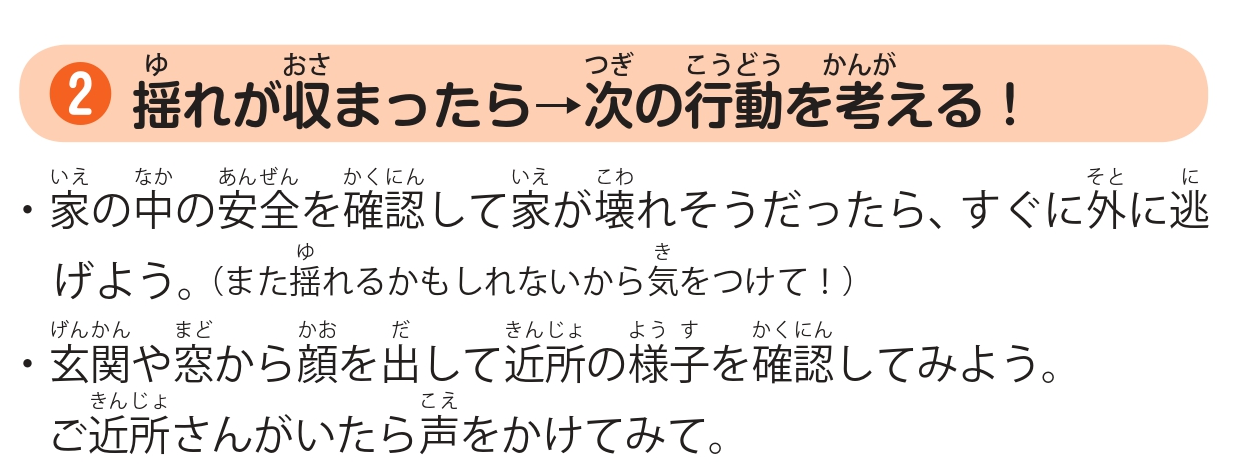 2 揺れが収まったら→次の行動を考える！
・家の中の安全を確認して家が壊れそうだったら、すぐに外に逃
げよう。（また揺れるかもしれないから気をつけて！）
・玄関や窓から顔を出して近所の様子を確認してみよう。
ご近所さんがいたら声をかけてみて。